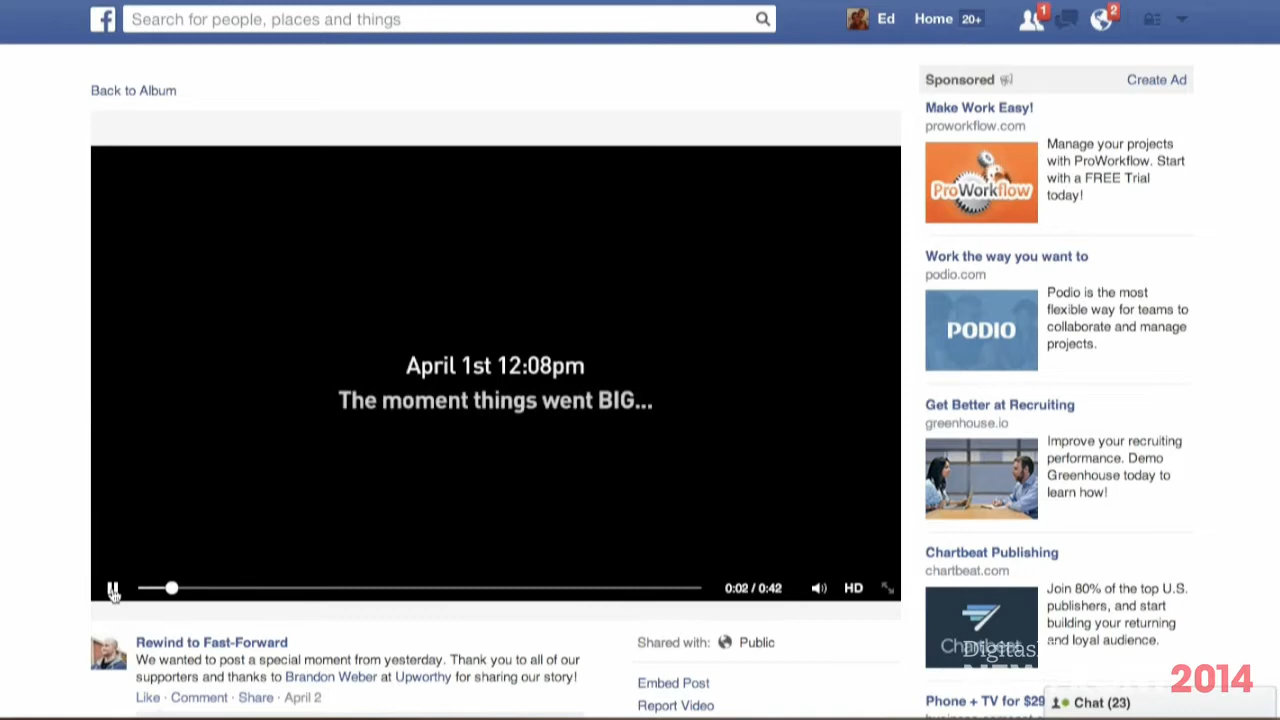 Search for people, places and things
Ed
Home 20+
1
2
Back to Album
April 1st 12:08pm
The moment things went BIG...
0:02 / 0:42
HD
Rewind to Fast-Forward
We wanted to post a special moment from yesterday. Thank you to all of our
supporters and thanks to Brandon Weber at Upworthy for sharing our story!
Like · Comment · Share · April 2
Shared with: Public
Embed Post
Report Video
Sponsored
Create Ad
Make Work Easy!
proworkflow.com
ProWorkflow
Manage your projects
with ProWorkflow. Start
with a FREE Trial
today!
Work the way you want to
podio.com
PODIO
Podio is the most
flexible way for teams to
collaborate and manage
projects.
Get Better at Recruiting
greenhouse.io
Improve your recruiting
performance. Demo
Greenhouse today to
learn how!
Chartbeat Publishing
chartbeat.com
Chartbeat
Join 80% of the top U.S.
publishers, and start
building your returning
and loyal audience.
Digitas
2014
Phone + TV for $29
Chat (23)